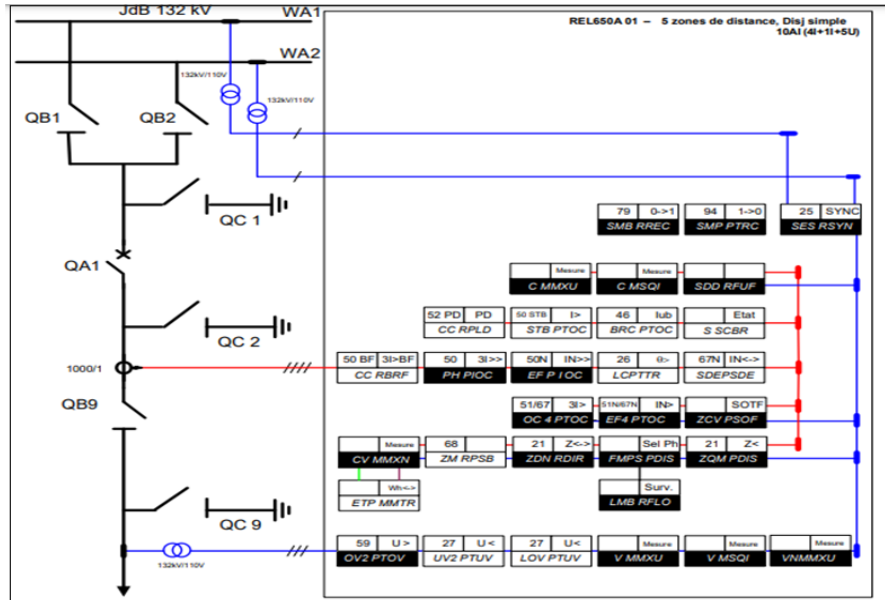 JdB 132 kV
WA1
REL650A 01 – 5 zones de distance, Disj simple
10AI (4I+1I+5U)
WA2
132kV/110V
132kV/110V
QB1
QB2
79 0->1
94 1->0
25 SYNC
SMB RREC
SMP PTRC
SES RSYN
QC 1
QA1
Mesure
Mesure
C MMXU
C MSQI
SDD RFUF
52 PD PD
50 STB I>
46 Iub
Etat
CC RPLD
STB PTOC
BRC PTOC
S SCBR
QC 2
1000/1
50 BF 3I>BF
50 3I>>
50N IN>>
26 θ>
67N IN<->
CC RBRF
PH PIOC
EF P I OC
LCPTTR
SDEPSDE
QB9
51/67 3I>
51N/67N IN>
SOTF
OC 4 PTOC
EF4 PTOC
ZCV PSOF
Mesure
68
21 Z<->
Sel Ph
21 Z<
CV MMXN
ZM RPSB
ZDN RDIR
FMPS PDIS
ZQM PDIS
Wh<->
Surv.
ETP MMTR
LMB RFLO
QC 9
132kV/110V
59 U >
27 U <
27 U<
Mesure
Mesure
Mesure
OV2 PTOV
UV2 PTUV
LOV PTUV
V MMXU
V MSQI
VNMMXU